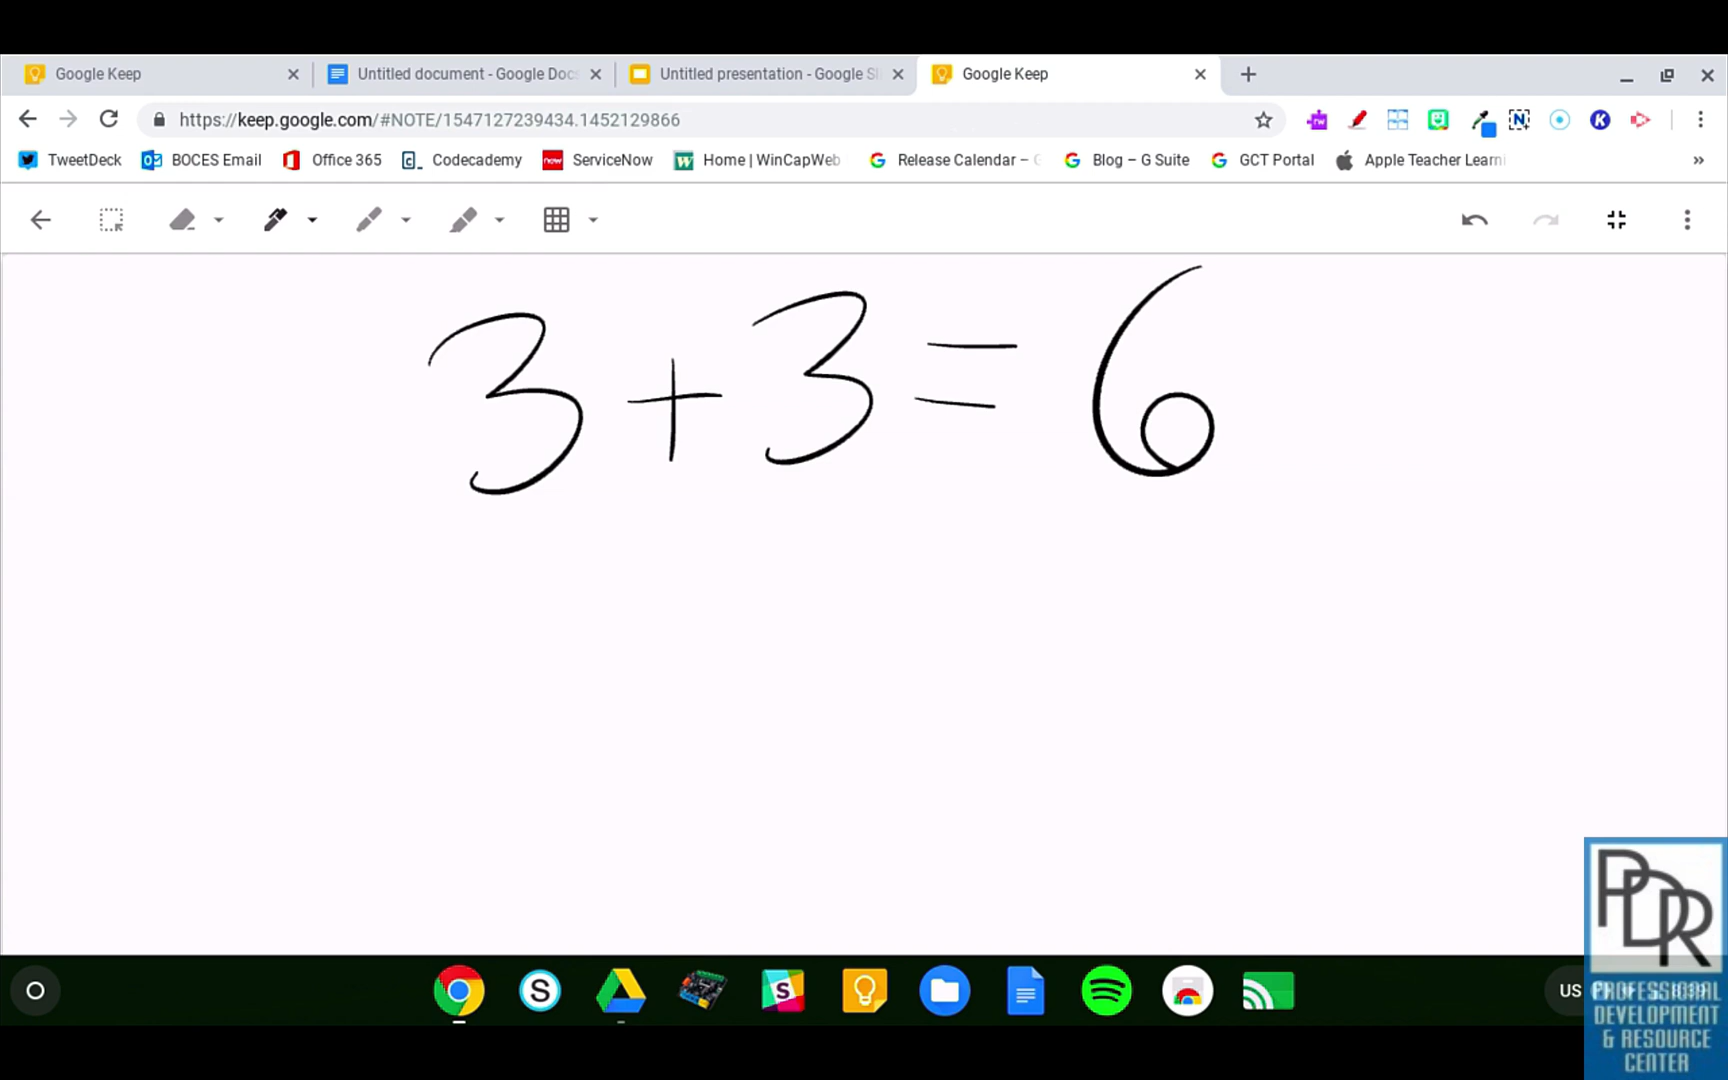 Google Keep Untitled document - Google Docs Untitled presentation - Google Sl Google Keep
https://keep.google.com/#NOTE/1547127239434.1452129866
TweetDeck BOCES Email Office 365 Codecademy ServiceNow Home | WinCapWeb Release Calendar – G Blog – G Suite GCT Portal Apple Teacher Learni
3+3=6
US
PDR
PROFESSIONAL
DEVELOPMENT
& RESOURCE
CENTER